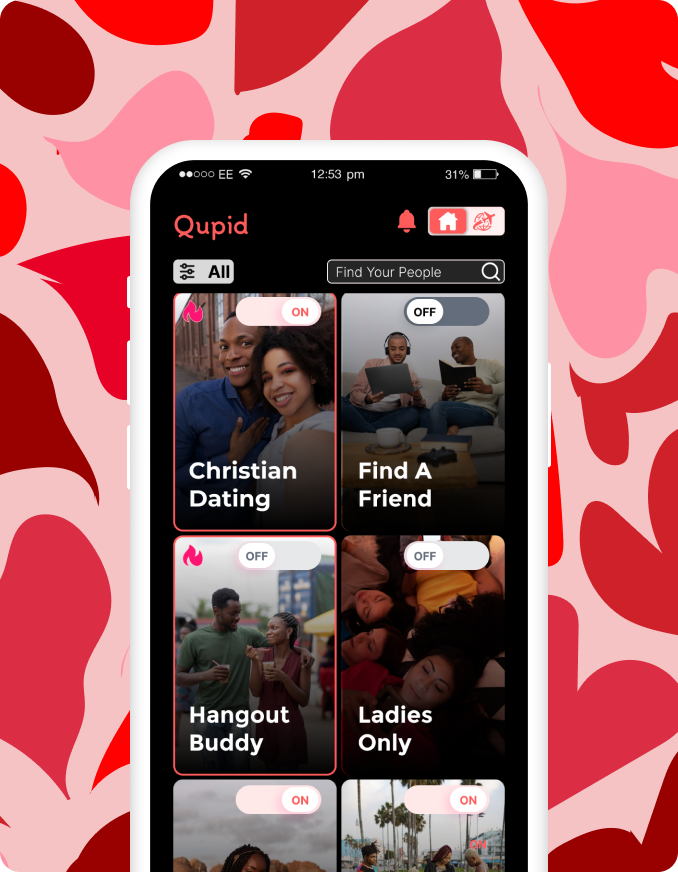 EE 12:53 pm 31%
Qupid
All Find Your People
ON OFF
Christian Find A
Dating Friend
OFF OFF
Hangout Ladies
Buddy Only
ON ON
ON